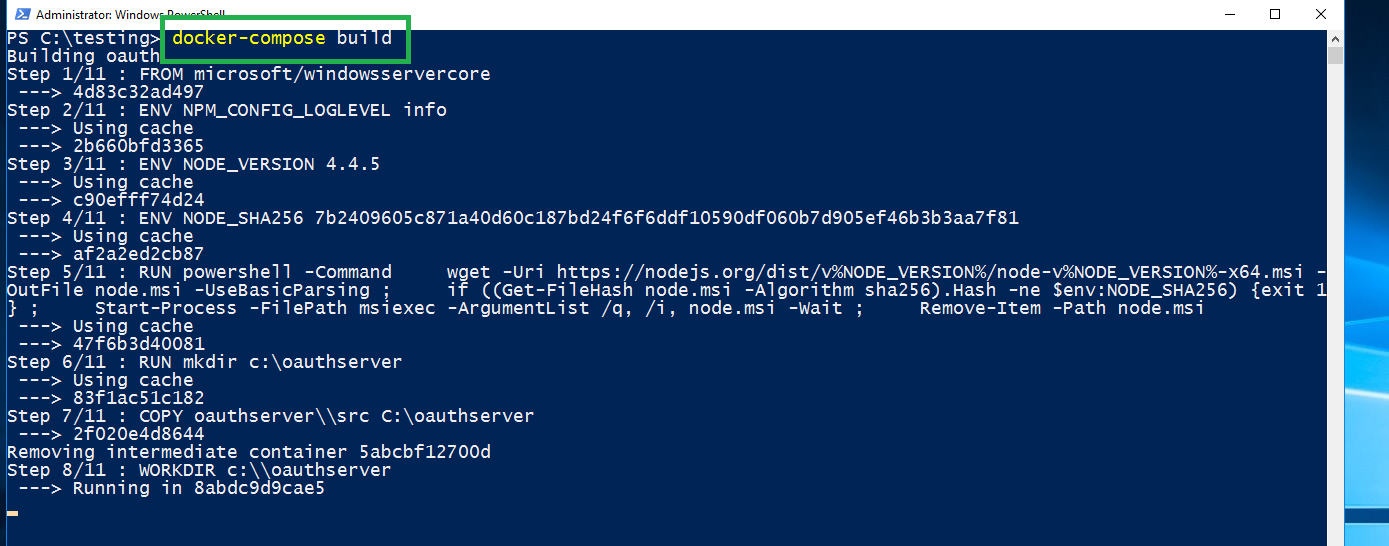 Administrator: Windows PowerShell
PS C:\testing> docker-compose build
Building oauth
Step 1/11 : FROM microsoft/windowsservercore
 ---> 4d83c32ad497
Step 2/11 : ENV NPM_CONFIG_LOGLEVEL info
 ---> Using cache
 ---> 2b660bfd3365
Step 3/11 : ENV NODE_VERSION 4.4.5
 ---> Using cache
 ---> c90efff74d24
Step 4/11 : ENV NODE_SHA256 7b2409605c871a40d60c187bd24f6f6ddf10590df060b7d905ef46b3b3aa7f81
 ---> Using cache
 ---> af2a2ed2cb87
Step 5/11 : RUN powershell -Command     wget -Uri https://nodejs.org/dist/v%NODE_VERSION%/node-v%NODE_VERSION%-x64.msi -
OutFile node.msi -UseBasicParsing ;     if ((Get-FileHash node.msi -Algorithm sha256).Hash -ne $env:NODE_SHA256) {exit 1
} ;     Start-Process -FilePath msiexec -ArgumentList /q, /i, node.msi -Wait ;     Remove-Item -Path node.msi
 ---> Using cache
 ---> 47f6b3d40081
Step 6/11 : RUN mkdir c:\oauthserver
 ---> Using cache
 ---> 83f1ac51c182
Step 7/11 : COPY oauthserver\\src C:\oauthserver
 ---> 2f020e4d8644
Removing intermediate container 5abcbf12700d
Step 8/11 : WORKDIR c:\\oauthserver
 ---> Running in 8abdc9d9cae5